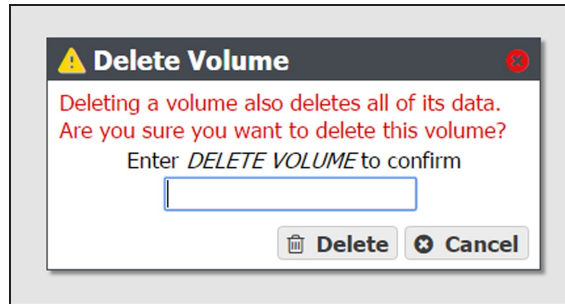 Delete Volume
Deleting a volume also deletes all of its data.
Are you sure you want to delete this volume?
Enter DELETE VOLUME to confirm
Delete Cancel